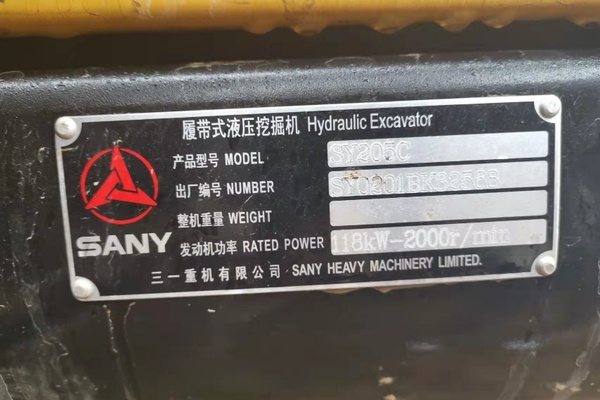 履带式液压挖掘机 Hydraulic Excavator
产品型号 MODEL SY205C
出厂编号 NUMBER
整机重量 WEIGHT
发动机功率 RATED POWER 118kW-2000r/min
SANY
三一重机有限公司 SANY HEAVY MACHINERY LIMITED.